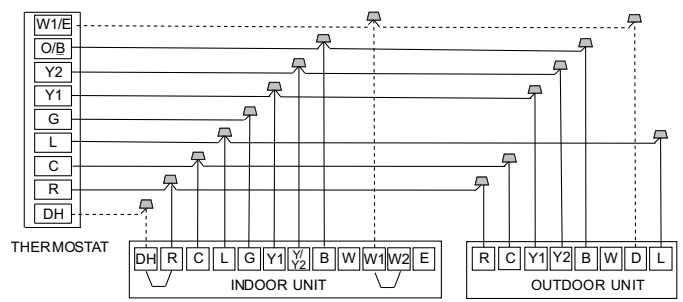 W1/E
O/B
Y2
Y1
G
L
C
R
DH
THERMOSTAT
DH R C L G Y1 Y/Y2 B W W1 W2 E
INDOOR UNIT
R C Y1 Y2 B W D L
OUTDOOR UNIT